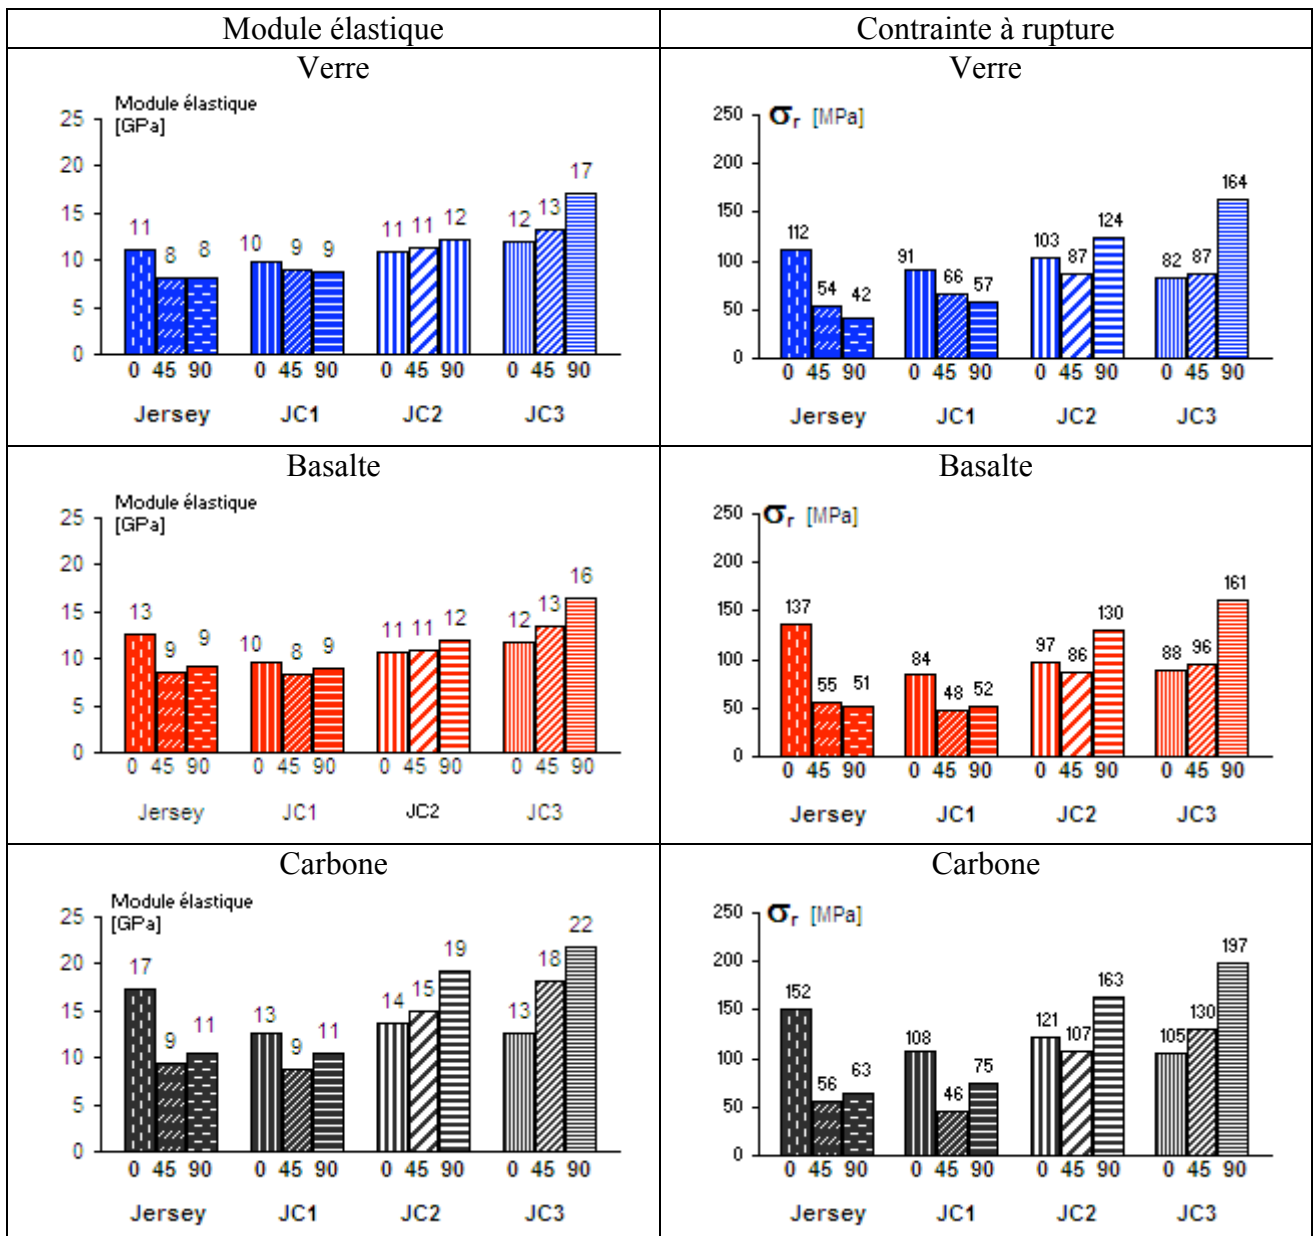 Module élastique
Contrainte à rupture
Verre
Module élastique
[GPa]
25
20
15
10
5
0
11 8 8
10 9 9
11 11 12
12 13 17
0 45 90 0 45 90 0 45 90 0 45 90
Jersey JC1 JC2 JC3
Verre
σr [MPa]
250
200
150
100
50
0
112 54 42
91 66 57
103 87 124
82 87 164
0 45 90 0 45 90 0 45 90 0 45 90
Jersey JC1 JC2 JC3
Basalte
Module élastique
[GPa]
25
20
15
10
5
0
13 9 9
10 8 9
11 11 12
12 13 16
0 45 90 0 45 90 0 45 90 0 45 90
Jersey JC1 JC2 JC3
Basalte
σr [MPa]
250
200
150
100
50
0
137 55 51
84 48 52
97 86 130
88 96 161
0 45 90 0 45 90 0 45 90 0 45 90
Jersey JC1 JC2 JC3
Carbone
Module élastique
[GPa]
25
20
15
10
5
0
17 9 11
13 9 11
14 15 19
13 18 22
0 45 90 0 45 90 0 45 90 0 45 90
Jersey JC1 JC2 JC3
Carbone
σr [MPa]
250
200
150
100
50
0
152 56 63
108 46 75
121 107 163
105 130 197
0 45 90 0 45 90 0 45 90 0 45 90
Jersey JC1 JC2 JC3